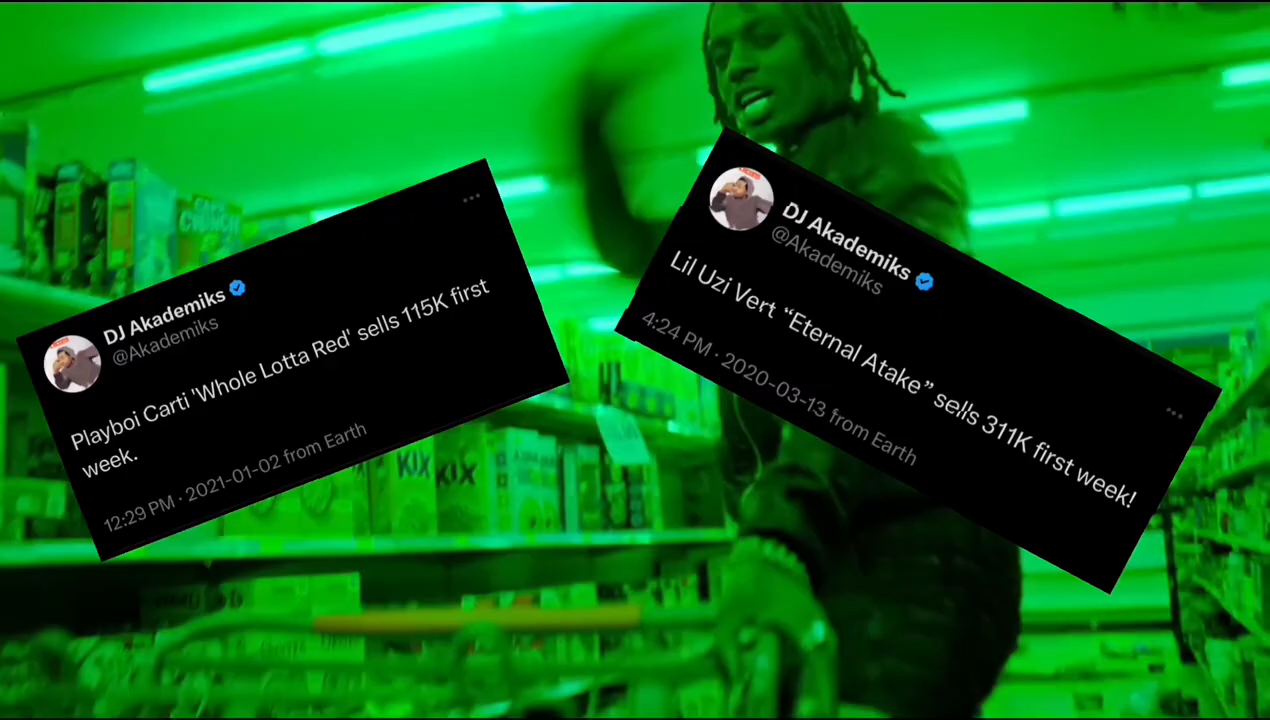 DJ Akademiks
@Akademiks
Playboi Carti 'Whole Lotta Red' sells 115K first
week.
12:29 PM · 2021-01-02 from Earth
DJ Akademiks
@Akademiks
Lil Uzi Vert “Eternal Atake” sells 311K first week!
4:24 PM · 2020-03-13 from Earth
KIX
KIX